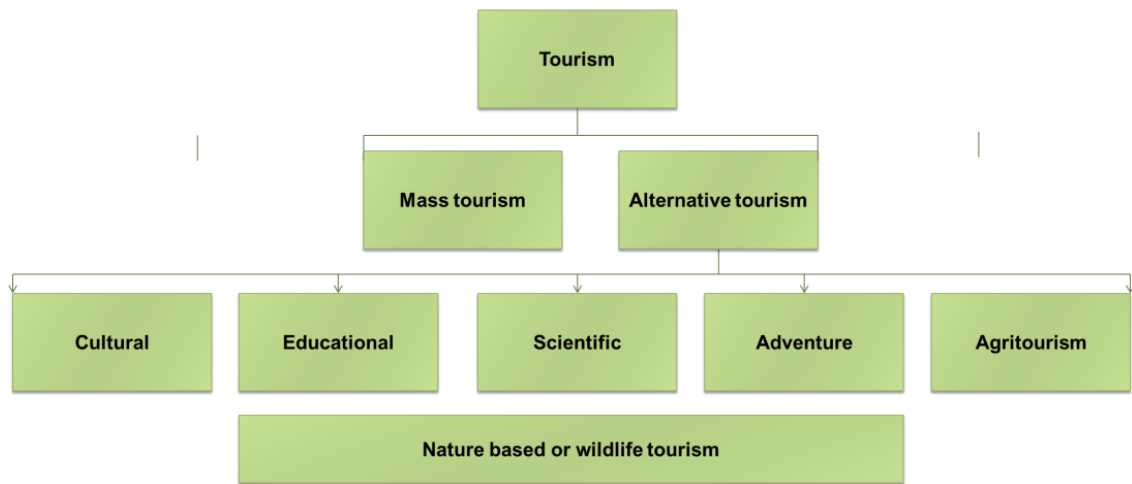 Tourism
Mass tourism
Alternative tourism
Cultural
Educational
Scientific
Adventure
Agritourism
Nature based or wildlife tourism